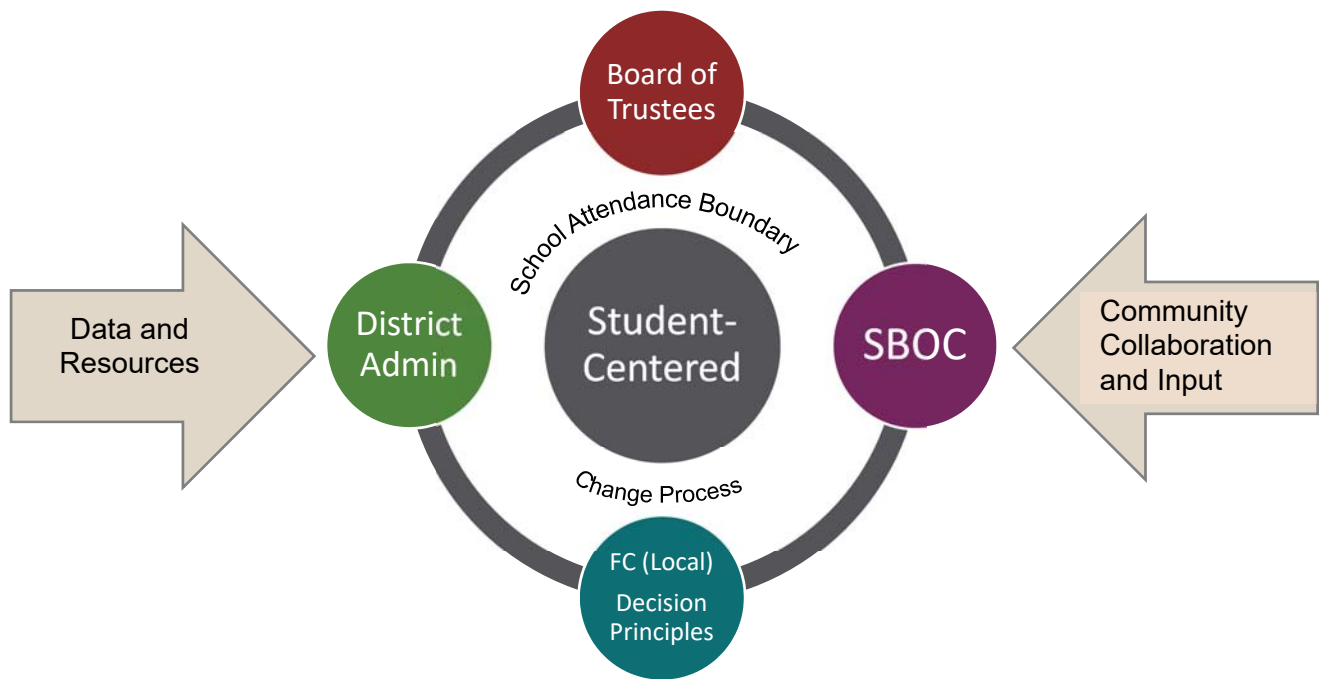 Board of
Trustees
School Attendance Boundary
Data and
Resources
District
Admin
Student-
Centered
SBOC
Community
Collaboration
and Input
Change Process
FC (Local)
Decision
Principles